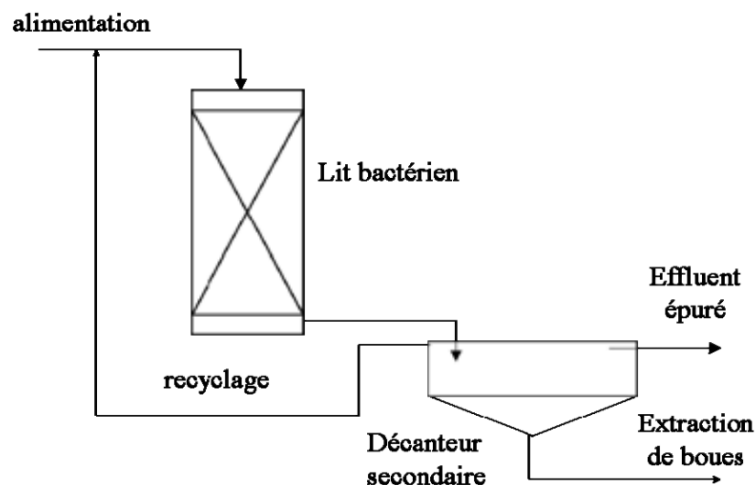 alimentation
Lit bactérien
Effluent
épuré
recyclage
Décanteur
secondaire
Extraction
de boues